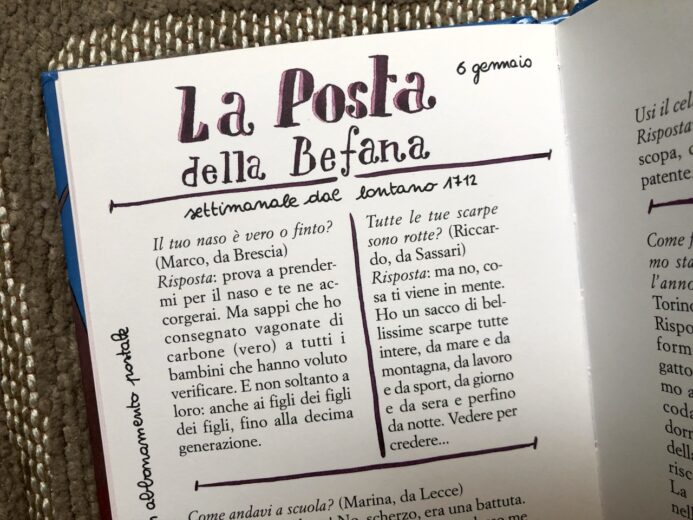 La Posta
6 gennaio
della Befana
settimanale dal lontano 1712
Il tuo naso è vero o finto?
(Marco, da Brescia)
Risposta: prova a prender-
mi per il naso e te ne ac-
corgerai. Ma sappi che ho
consegnato vagonate di
carbone (vero) a tutti i
bambini che hanno voluto
verificare. E non soltanto a
loro: anche ai figli dei figli
dei figli, fino alla decima
generazione.
Tutte le tue scarpe
sono rotte? (Riccar-
do, da Sassari)
Risposta: ma no, co-
sa ti viene in mente.
Ho un sacco di bel-
lissime scarpe tutte
intere, da mare e da
montagna, da lavoro
e da sport, da giorno
e da sera e perfino
da notte. Vedere per
credere...
abbonamento postale
Come andavi a scuola? (Marina, da Lecce)
No, scherzo, era una battuta.
me
Usi il cel
Risposta
scopa, c
patente.
Come f
mo sta
l'anno
Torino
Rispo
form
gatto
mo a
coda
dorr
della
risc
La
nell